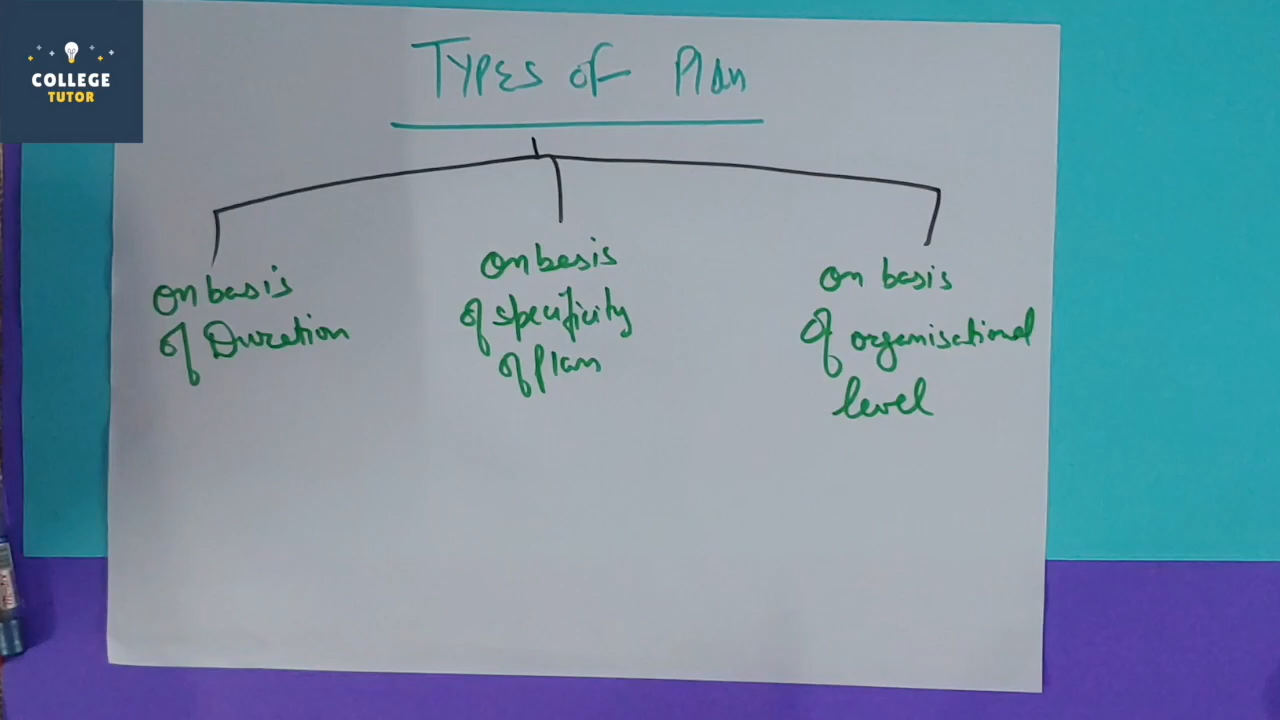 COLLEGE
TUTOR
TYPES of Plan
On basis
of Duration
On basis
of specificity
of Plan
On basis
of organisational
level